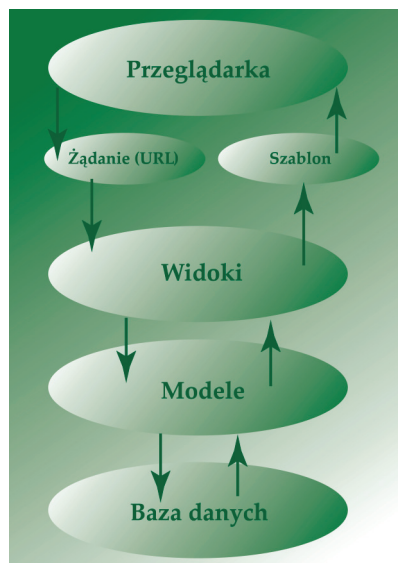 Przeglądarka
Żądanie (URL)
Szablon
Widoki
Modele
Baza danych